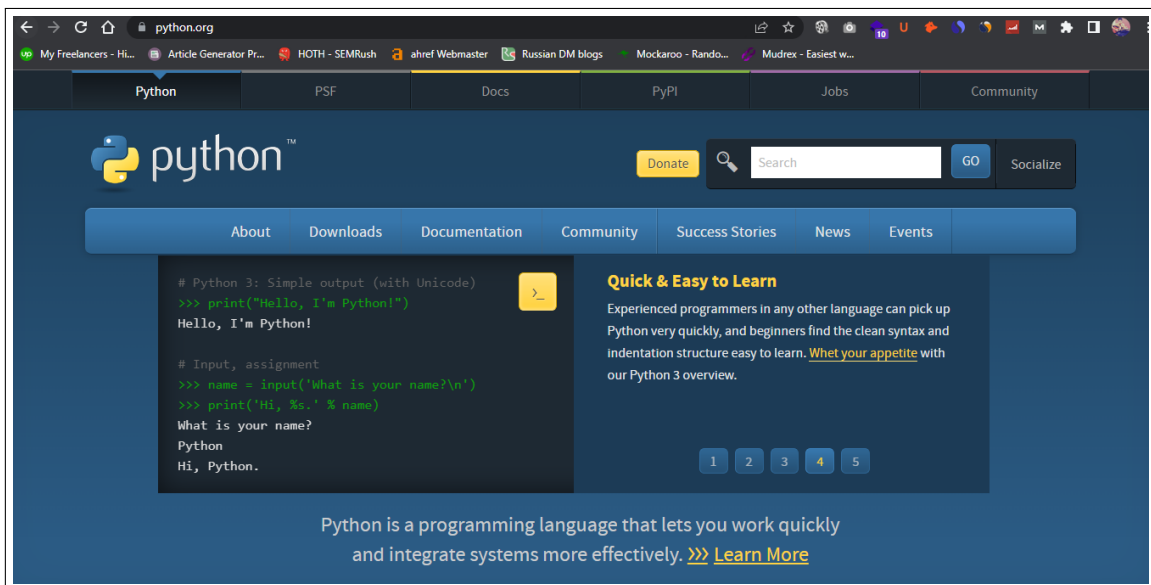 python.org
10
U
M
up My Freelancers - Hi... Article Generator Pr... HOTH - SEMRush ahref Webmaster Russian DM blogs Mockaroo - Rando... Mudrex - Easiest w...
Python PSF Docs PyPI Jobs Community
python™
Donate Search GO Socialize
About Downloads Documentation Community Success Stories News Events
# Python 3: Simple output (with Unicode)
>>> print("Hello, I'm Python!")
Hello, I'm Python!
# Input, assignment
>>> name = input('What is your name?\n')
>>> print('Hi, %s.' % name)
What is your name?
Python
Hi, Python.
>_
Quick & Easy to Learn
Experienced programmers in any other language can pick up
Python very quickly, and beginners find the clean syntax and
indentation structure easy to learn. Whet your appetite with
our Python 3 overview.
1 2 3 4 5
Python is a programming language that lets you work quickly
and integrate systems more effectively. >>> Learn More